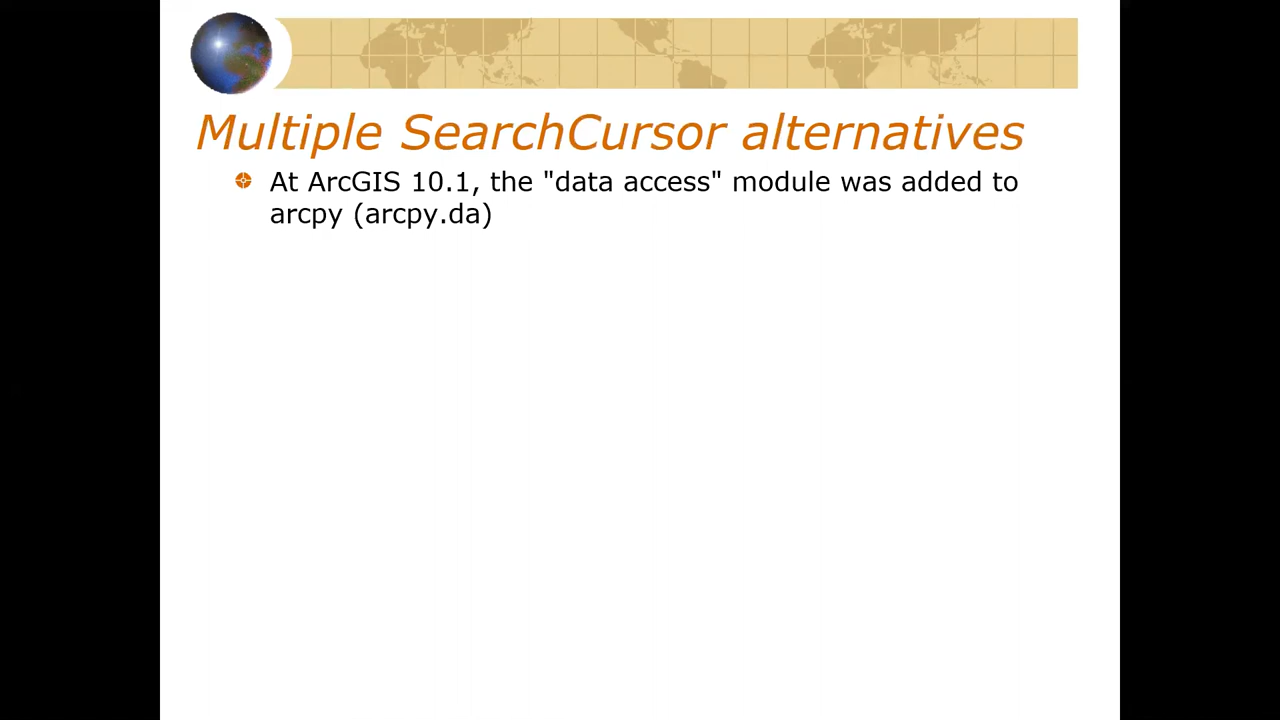 Multiple SearchCursor alternatives
At ArcGIS 10.1, the "data access" module was added to
arcpy (arcpy.da)